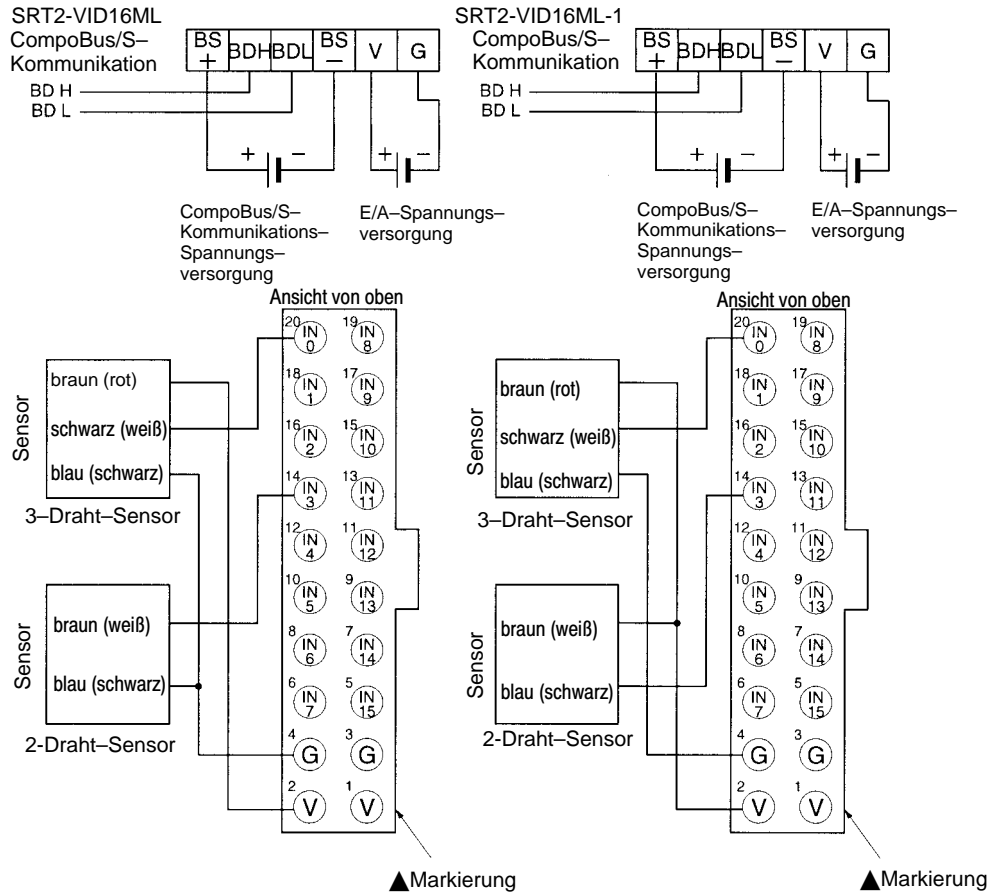 SRT2-VID16ML
CompoBus/S–
Kommunikation
BS + BDH BDL BS – V G
BD H
BD L
+ – + –
CompoBus/S–
Kommunikations–
Spannungs–
versorgung
E/A–Spannungs–
versorgung
Ansicht von oben
20 IN 0 19 IN 8
18 IN 1 17 IN 9
16 IN 2 15 IN 10
14 IN 3 13 IN 11
12 IN 4 11 IN 12
10 IN 5 9 IN 13
8 IN 6 7 IN 14
6 IN 7 5 IN 15
4 G 3 G
2 V 1 V
Sensor
braun (rot)
schwarz (weiß)
blau (schwarz)
3–Draht–Sensor
Sensor
braun (weiß)
blau (schwarz)
2-Draht–Sensor
▲Markierung
SRT2-VID16ML-1
CompoBus/S–
Kommunikation
BS + BDH BDL BS – V G
BD H
BD L
+ – + –
CompoBus/S–
Kommunikations–
Spannungs–
versorgung
E/A–Spannungs–
versorgung
Ansicht von oben
20 IN 0 19 IN 8
18 IN 1 17 IN 9
16 IN 2 15 IN 10
14 IN 3 13 IN 11
12 IN 4 11 IN 12
10 IN 5 9 IN 13
8 IN 6 7 IN 14
6 IN 7 5 IN 15
4 G 3 G
2 V 1 V
Sensor
braun (rot)
schwarz (weiß)
blau (schwarz)
3–Draht–Sensor
Sensor
braun (weiß)
blau (schwarz)
2-Draht–Sensor
▲Markierung